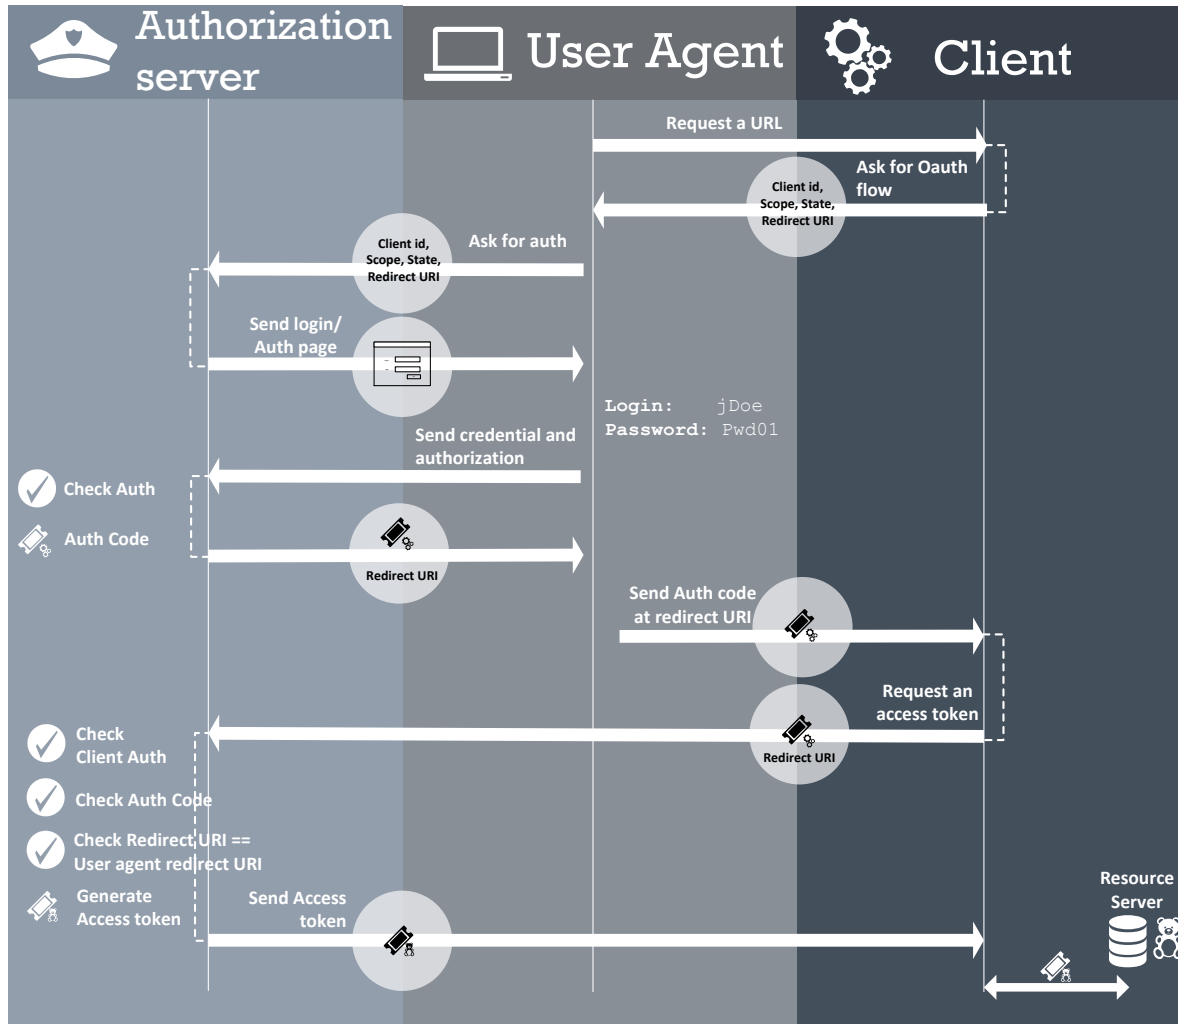 Authorization
server
User Agent
Client
Request a URL
Ask for Oauth
flow
Client id,
Scope, State,
Redirect URI
Ask for auth
Client id,
Scope, State,
Redirect URI
Send login/
Auth page
Login: jDoe
Password: Pwd01
Send credential and
authorization
Check Auth
Auth Code
Redirect URI
Send Auth code
at redirect URI
Request an
access token
Redirect URI
Check
Client Auth
Check Auth Code
Check Redirect URI ==
User agent redirect URI
Generate
Access token
Send Access
token
Resource
Server